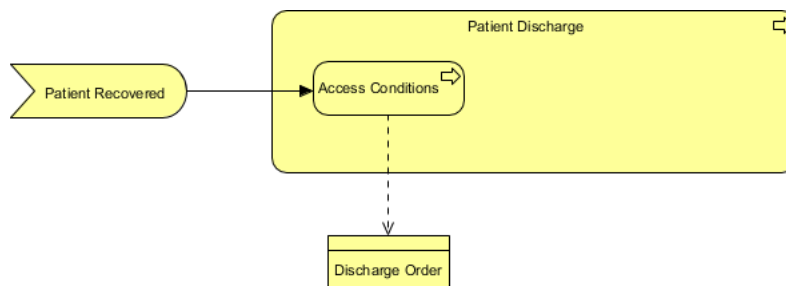 Patient Discharge
Access Conditions
Patient Recovered
Discharge Order